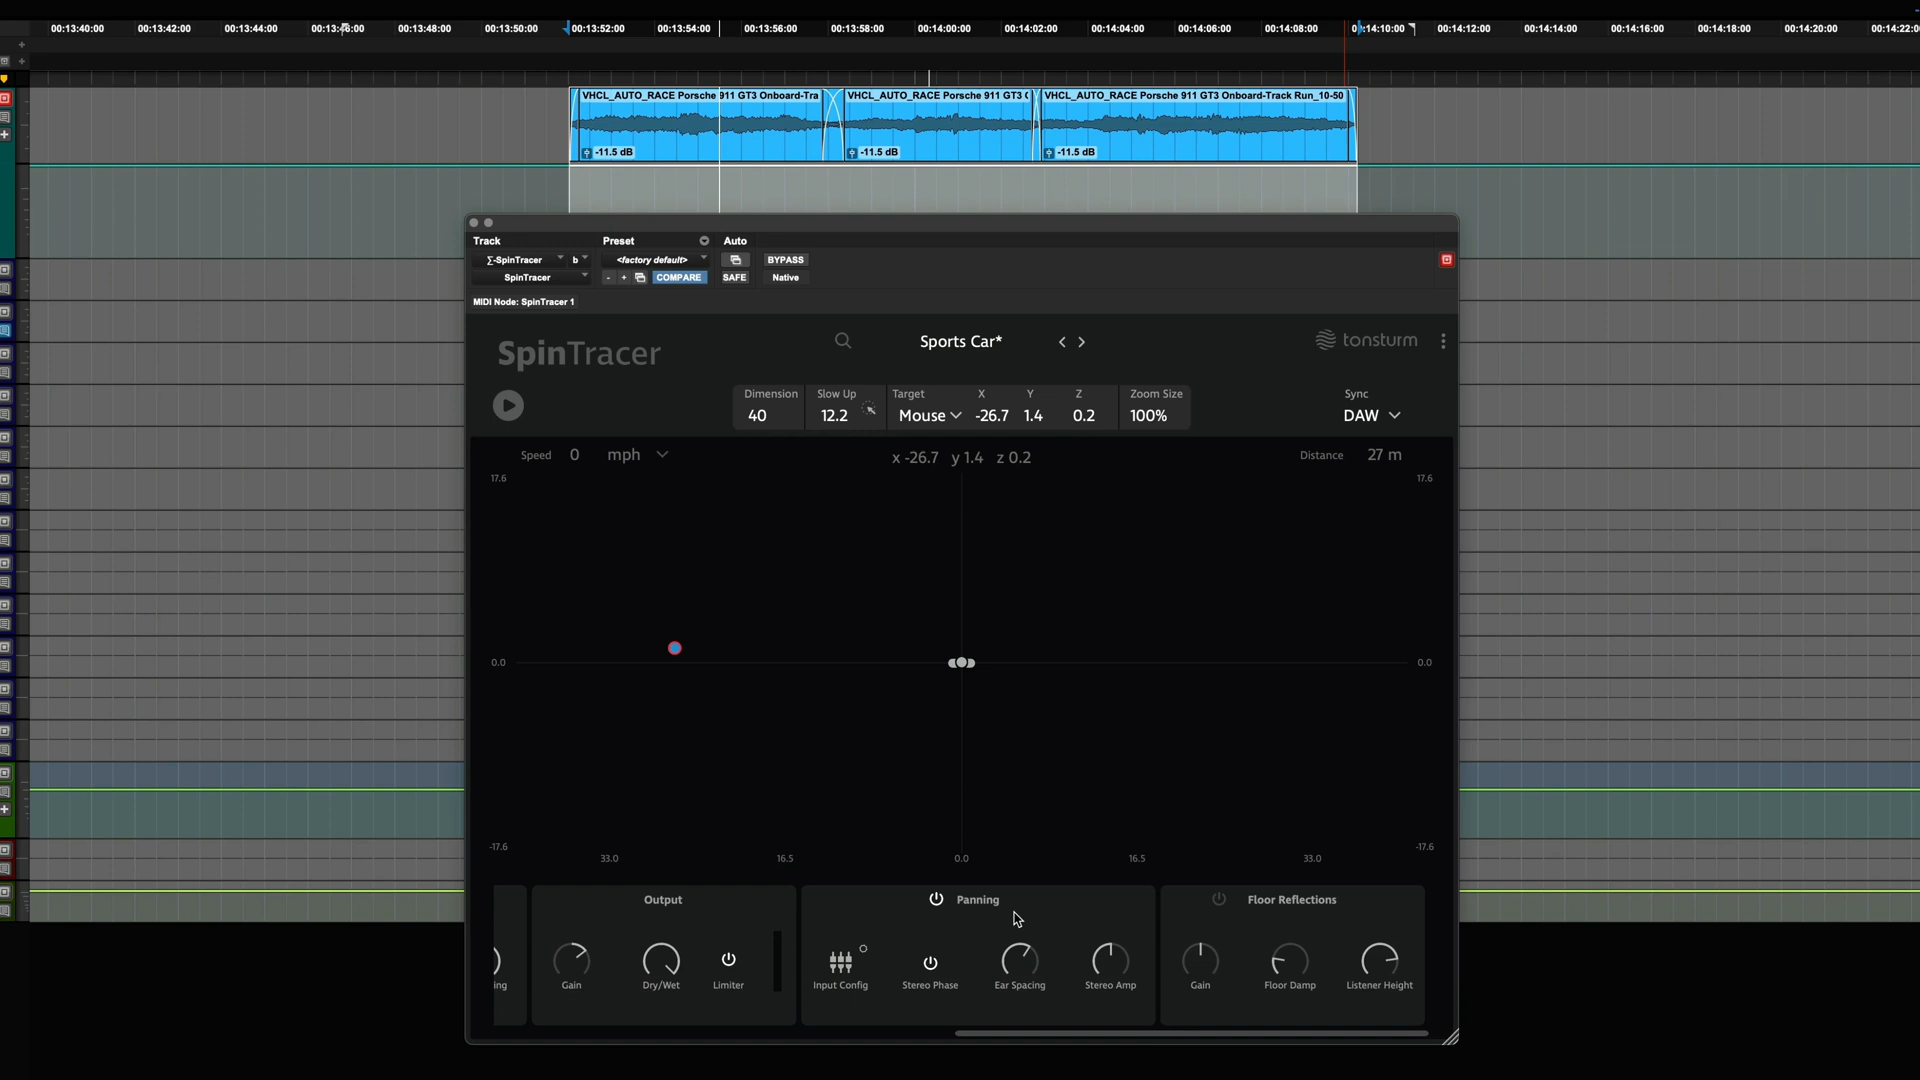 00:13:40:00 00:13:42:00 00:13:44:00 00:13:46:00 00:13:48:00 00:13:50:00 00:13:52:00 00:13:54:00 00:13:56:00 00:13:58:00 00:14:00:00 00:14:02:00 00:14:04:00 00:14:06:00 00:14:08:00 00:14:10:00 00:14:12:00 00:14:14:00 00:14:16:00 00:14:18:00 00:14:20:00 00:14:22:0
VHCL_AUTO_RACE Porsche 911 GT3 Onboard-Tra VHCL_AUTO_RACE Porsche 911 GT3 ( VHCL_AUTO_RACE Porsche 911 GT3 Onboard-Track Run_10-50
-11.5 dB -11.5 dB -11.5 dB
Track Preset Auto
∑-SpinTracer b <factory default> BYPASS
SpinTracer - + COMPARE SAFE Native
MIDI Node: SpinTracer 1
SpinTracer Sports Car* < > tonsturm
Dimension Slow Up Target X Y Z Zoom Size Sync
40 12.2 Mouse -26.7 1.4 0.2 100% DAW
Speed 0 mph x -26.7 y 1.4 z 0.2 Distance 27 m
17.6 17.6
0.0 0.0
-17.6 -17.6
33.0 16.5 0.0 16.5 33.0
Output Panning Floor Reflections
ing Gain Dry/Wet Limiter Input Config Stereo Phase Ear Spacing Stereo Amp Gain Floor Damp Listener Height